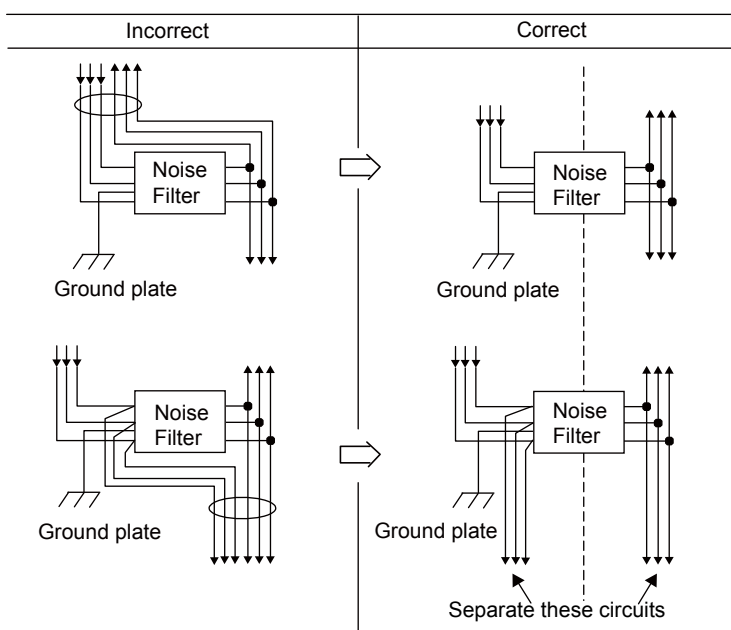 Incorrect
Correct
Noise
Filter
Ground plate
Noise
Filter
Ground plate
Noise
Filter
Ground plate
Noise
Filter
Ground plate
Separate these circuits